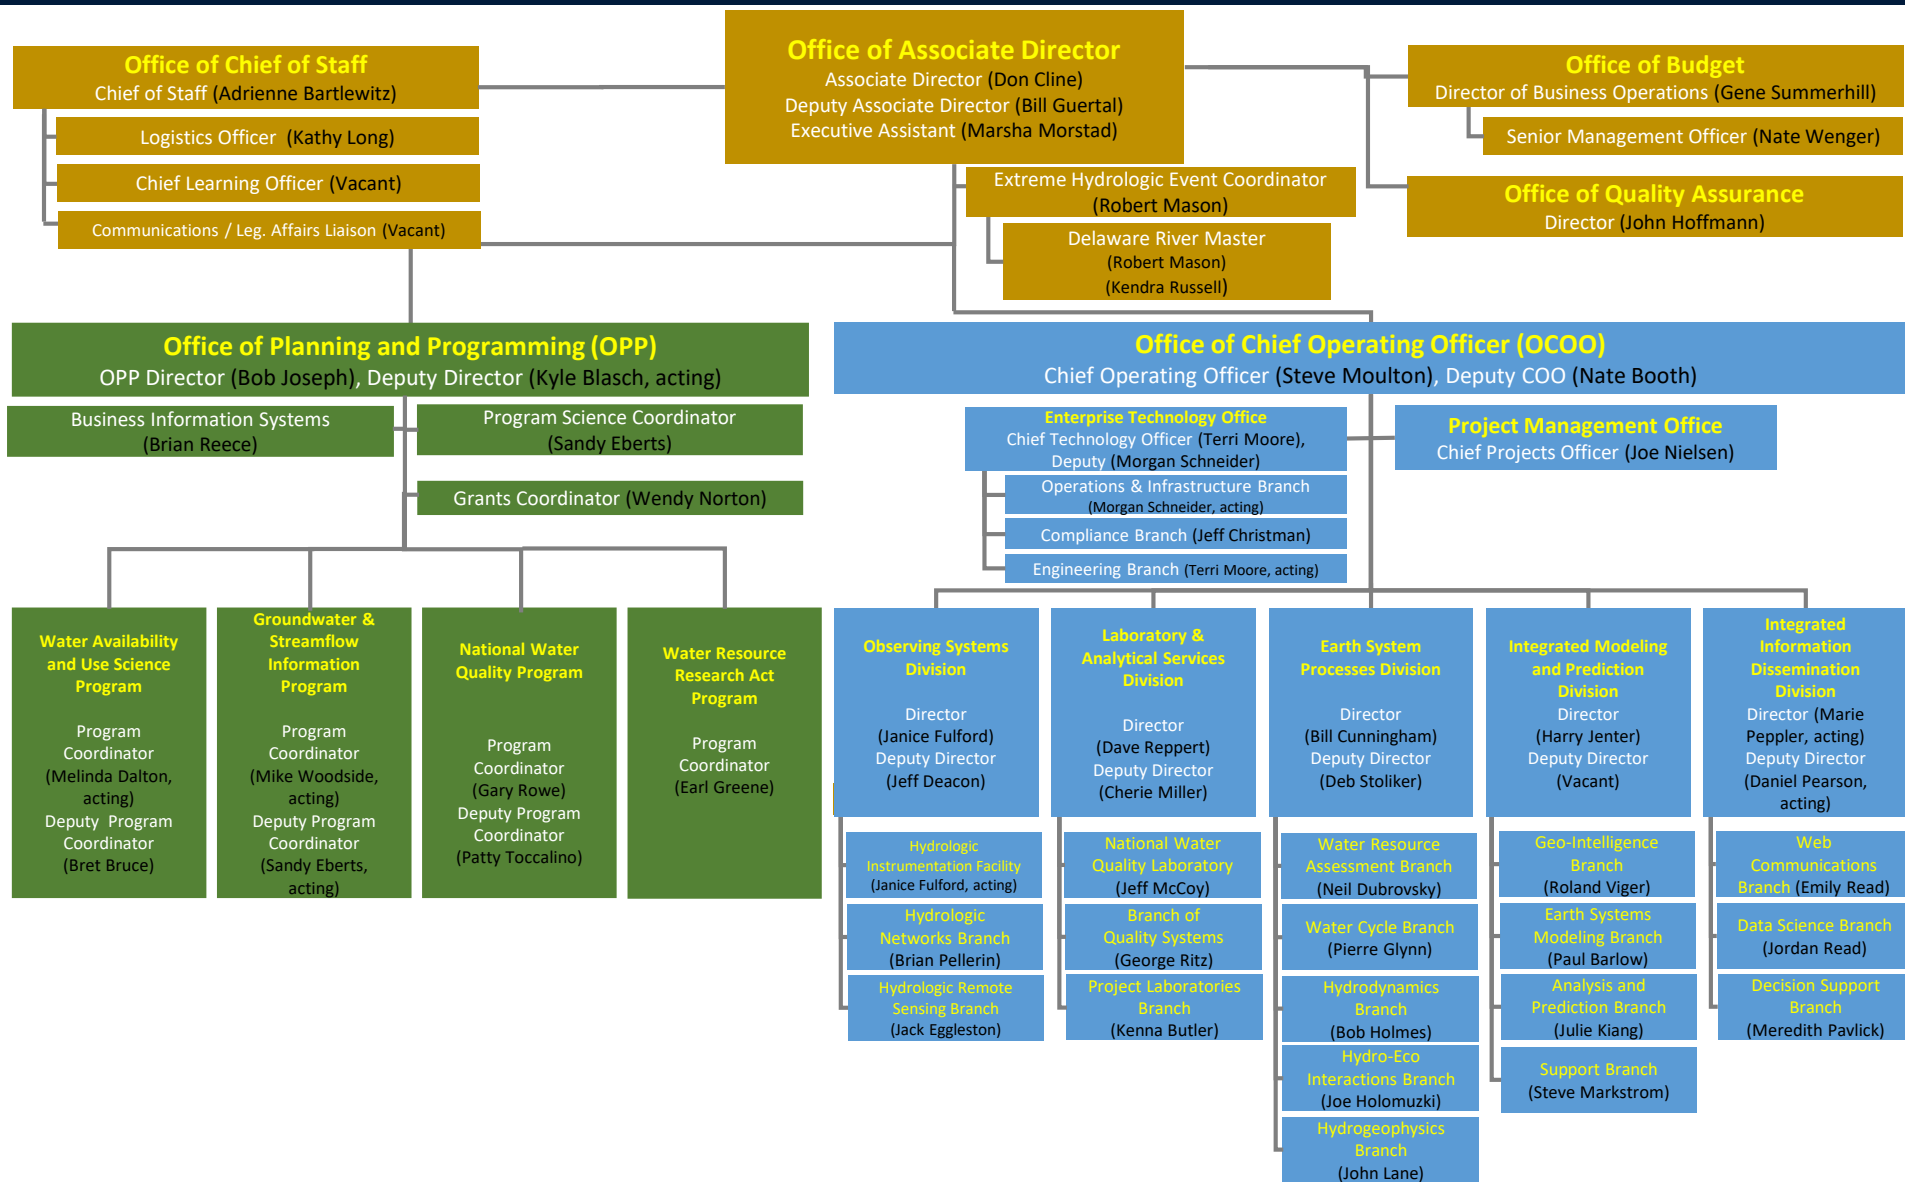 Office of Associate Director
Associate Director (Don Cline)
Deputy Associate Director (Bill Guertal)
Executive Assistant (Marsha Morstad)
Office of Chief of Staff
Chief of Staff (Adrienne Bartlewitz)
Logistics Officer (Kathy Long)
Chief Learning Officer (Vacant)
Communications / Leg. Affairs Liaison (Vacant)
Office of Budget
Director of Business Operations (Gene Summerhill)
Senior Management Officer (Nate Wenger)
Office of Quality Assurance
Director (John Hoffmann)
Extreme Hydrologic Event Coordinator
(Robert Mason)
Delaware River Master
(Robert Mason)
(Kendra Russell)
Office of Planning and Programming (OPP)
OPP Director (Bob Joseph), Deputy Director (Kyle Blasch, acting)
Business Information Systems
(Brian Reece)
Program Science Coordinator
(Sandy Eberts)
Grants Coordinator (Wendy Norton)
Water Availability
and Use Science
Program
Program
Coordinator
(Melinda Dalton,
acting)
Deputy Program
Coordinator
(Bret Bruce)
Groundwater &
Streamflow
Information
Program
Program
Coordinator
(Mike Woodside,
acting)
Deputy Program
Coordinator
(Sandy Eberts,
acting)
National Water
Quality Program
Program
Coordinator
(Gary Rowe)
Deputy Program
Coordinator
(Patty Toccalino)
Water Resource
Research Act
Program
Program
Coordinator
(Earl Greene)
Office of Chief Operating Officer (OCOO)
Chief Operating Officer (Steve Moulton), Deputy COO (Nate Booth)
Enterprise Technology Office
Chief Technology Officer (Terri Moore),
Deputy (Morgan Schneider)
Operations & Infrastructure Branch
(Morgan Schneider, acting)
Compliance Branch (Jeff Christman)
Engineering Branch (Terri Moore, acting)
Project Management Office
Chief Projects Officer (Joe Nielsen)
Observing Systems
Division
Director
(Janice Fulford)
Deputy Director
(Jeff Deacon)
Hydrologic
Instrumentation Facility
(Janice Fulford, acting)
Hydrologic
Networks Branch
(Brian Pellerin)
Hydrologic Remote
Sensing Branch
(Jack Eggleston)
Laboratory &
Analytical Services
Division
Director
(Dave Reppert)
Deputy Director
(Cherie Miller)
National Water
Quality Laboratory
(Jeff McCoy)
Branch of
Quality Systems
(George Ritz)
Project Laboratories
Branch
(Kenna Butler)
Earth System
Processes Division
Director
(Bill Cunningham)
Deputy Director
(Deb Stoliker)
Water Resource
Assessment Branch
(Neil Dubrovsky)
Water Cycle Branch
(Pierre Glynn)
Hydrodynamics
Branch
(Bob Holmes)
Hydro-Eco
Interactions Branch
(Joe Holomuzki)
Hydrogeophysics
Branch
(John Lane)
Integrated Modeling
and Prediction
Division
Director
(Harry Jenter)
Deputy Director
(Vacant)
Geo-Intelligence
Branch
(Roland Viger)
Earth Systems
Modeling Branch
(Paul Barlow)
Analysis and
Prediction Branch
(Julie Kiang)
Support Branch
(Steve Markstrom)
Integrated
Information
Dissemination
Division
Director (Marie
Peppler, acting)
Deputy Director
(Daniel Pearson,
acting)
Web
Communications
Branch (Emily Read)
Data Science Branch
(Jordan Read)
Decision Support
Branch
(Meredith Pavlick)